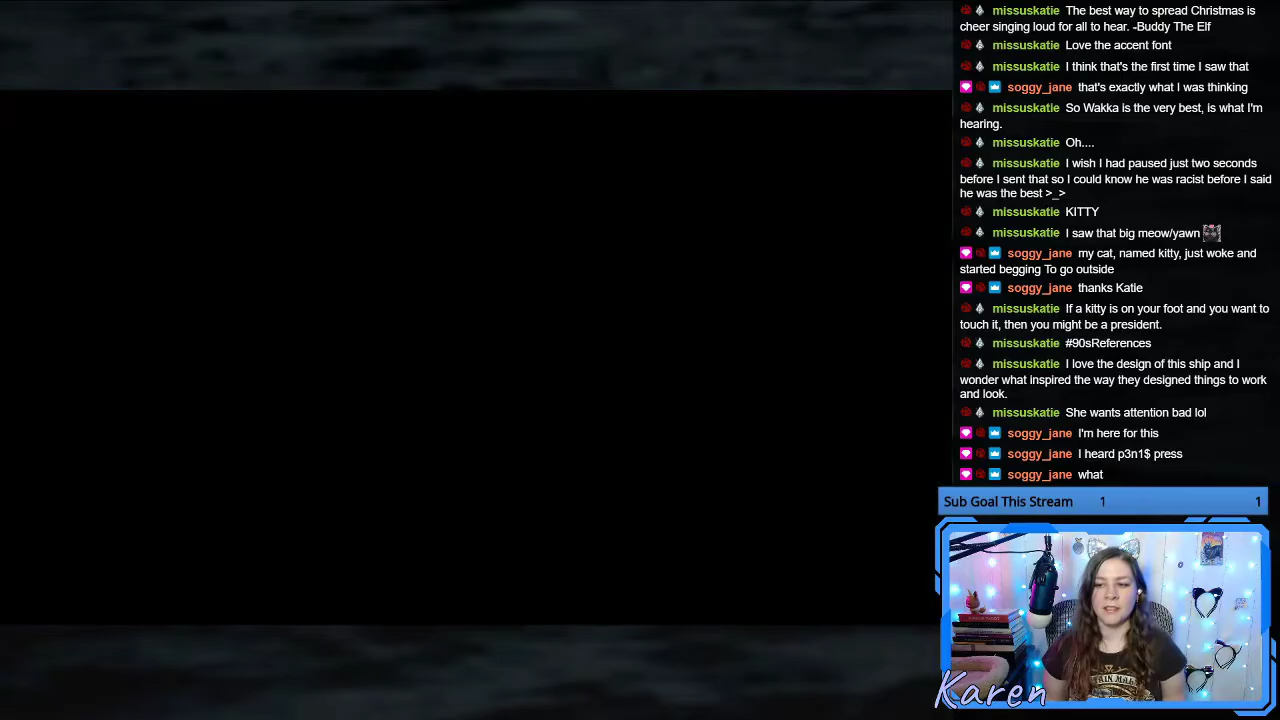 missuskatie The best way to spread Christmas is
cheer singing loud for all to hear. -Buddy The Elf
missuskatie Love the accent font
missuskatie I think that's the first time I saw that
soggy_jane that's exactly what I was thinking
missuskatie So Wakka is the very best, is what I'm
hearing.
missuskatie Oh....
missuskatie I wish I had paused just two seconds
before I sent that so I could know he was racist before I said
he was the best >_>
missuskatie KITTY
missuskatie I saw that big meow/yawn
soggy_jane my cat, named kitty, just woke and
started begging To go outside
soggy_jane thanks Katie
missuskatie If a kitty is on your foot and you want to
touch it, then you might be a president.
missuskatie #90sReferences
missuskatie I love the design of this ship and I
wonder what inspired the way they designed things to work
and look.
missuskatie She wants attention bad lol
soggy_jane I'm here for this
soggy_jane I heard p3n1$ press
soggy_jane what
Sub Goal This Stream 1 1
Karen